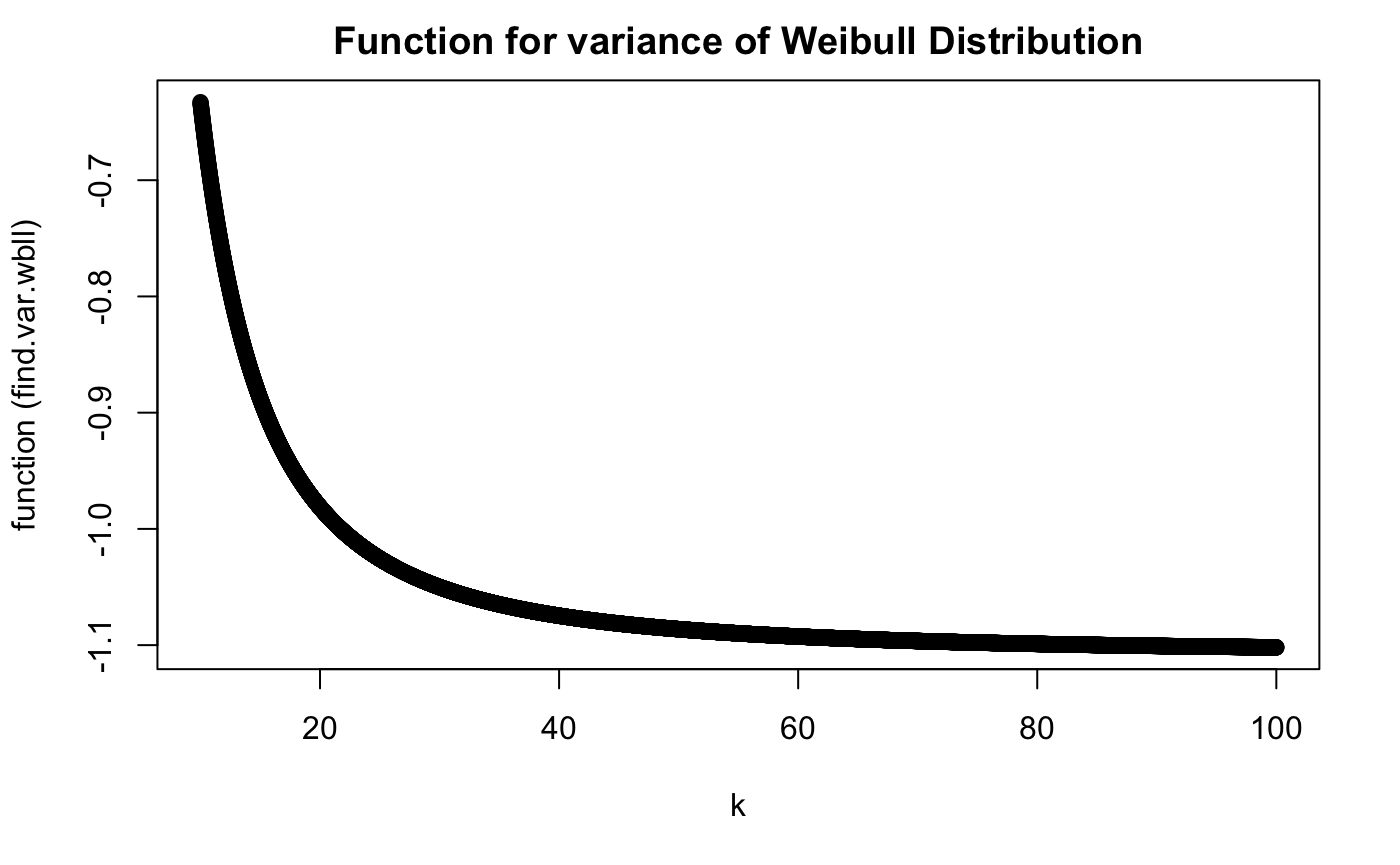 Function for variance of Weibull Distribution
function (find.var.wbll)
-0.7
-0.8
-0.9
-1.0
-1.1
20 40 60 80 100
k